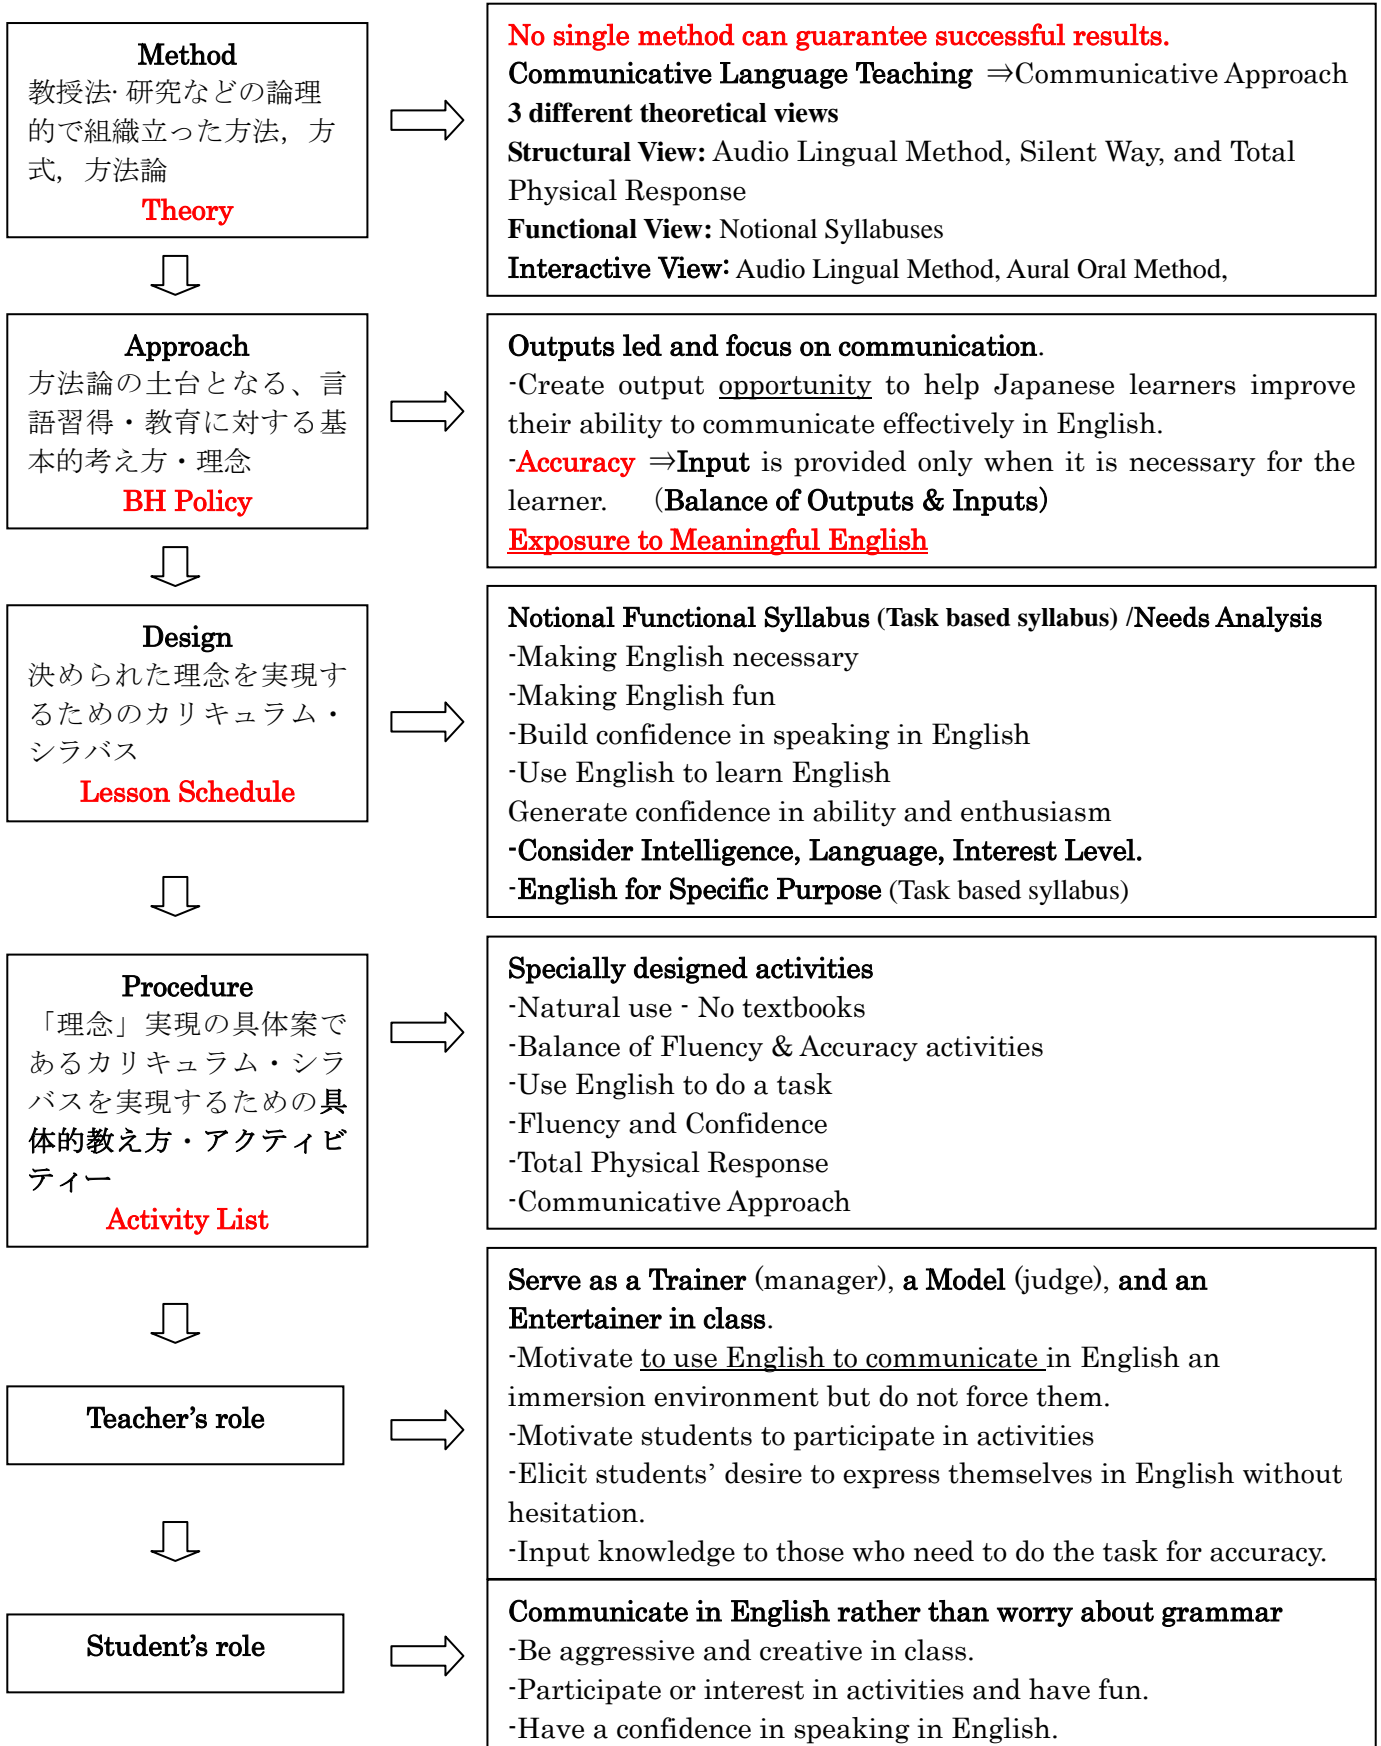 Method
教授法·研究などの論理
的で組織立った方法，方
式，方法論
Theory
No single method can guarantee successful results.
Communicative Language Teaching ⇒Communicative Approach
3 different theoretical views
Structural View: Audio Lingual Method, Silent Way, and Total
Physical Response
Functional View: Notional Syllabuses
Interactive View: Audio Lingual Method, Aural Oral Method,
Approach
方法論の土台となる、言
語習得・教育に対する基
本的考え方・理念
BH Policy
Outputs led and focus on communication.
-Create output opportunity to help Japanese learners improve
their ability to communicate effectively in English.
-Accuracy ⇒Input is provided only when it is necessary for the
learner. （Balance of Outputs & Inputs）
Exposure to Meaningful English
Design
決められた理念を実現す
るためのカリキュラム・
シラバス
Lesson Schedule
Notional Functional Syllabus (Task based syllabus) /Needs Analysis
-Making English necessary
-Making English fun
-Build confidence in speaking in English
-Use English to learn English
Generate confidence in ability and enthusiasm
-Consider Intelligence, Language, Interest Level.
-English for Specific Purpose (Task based syllabus)
Procedure
「理念」実現の具体案で
あるカリキュラム・シラ
バスを実現するための具
体的教え方・アクティビ
ティー
Activity List
Specially designed activities
-Natural use - No textbooks
-Balance of Fluency & Accuracy activities
-Use English to do a task
-Fluency and Confidence
-Total Physical Response
-Communicative Approach
Teacher’s role
Serve as a Trainer (manager), a Model (judge), and an
Entertainer in class.
-Motivate to use English to communicate in English an
immersion environment but do not force them.
-Motivate students to participate in activities
-Elicit students’ desire to express themselves in English without
hesitation.
-Input knowledge to those who need to do the task for accuracy.
Student’s role
Communicate in English rather than worry about grammar
-Be aggressive and creative in class.
-Participate or interest in activities and have fun.
-Have a confidence in speaking in English.